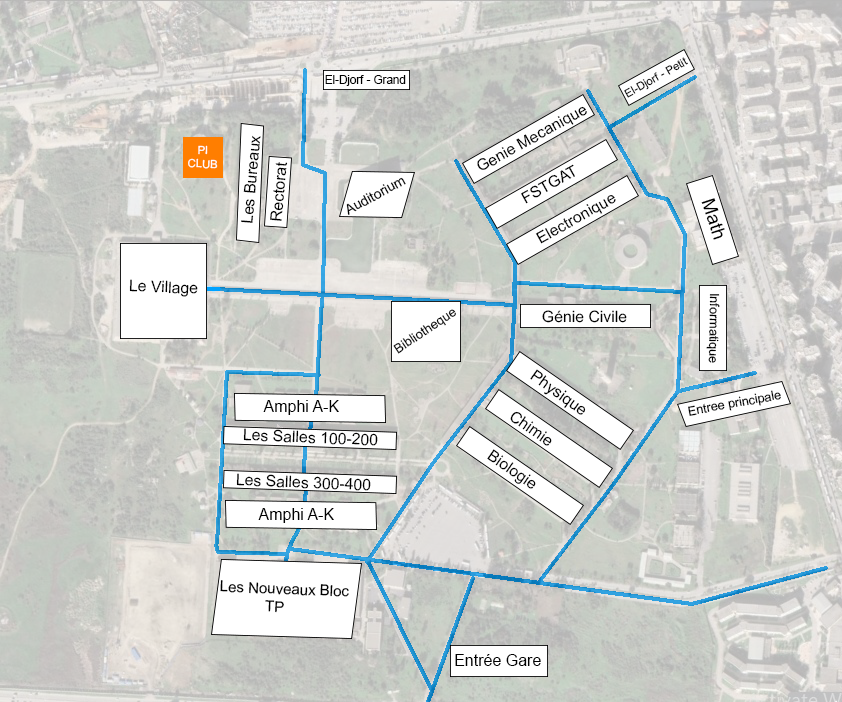 El-Djorf - Grand
El-Djorf - Petit
PI
CLUB
Les Bureaux
Rectorat
Auditorium
Genie Mecanique
FSTGAT
Electronique
Math
Le Village
Bibliotheque
Génie Civile
Informatique
Physique
Chimie
Biologie
Entree principale
Amphi A-K
Les Salles 100-200
Les Salles 300-400
Amphi A-K
Les Nouveaux Bloc
TP
Entrée Gare